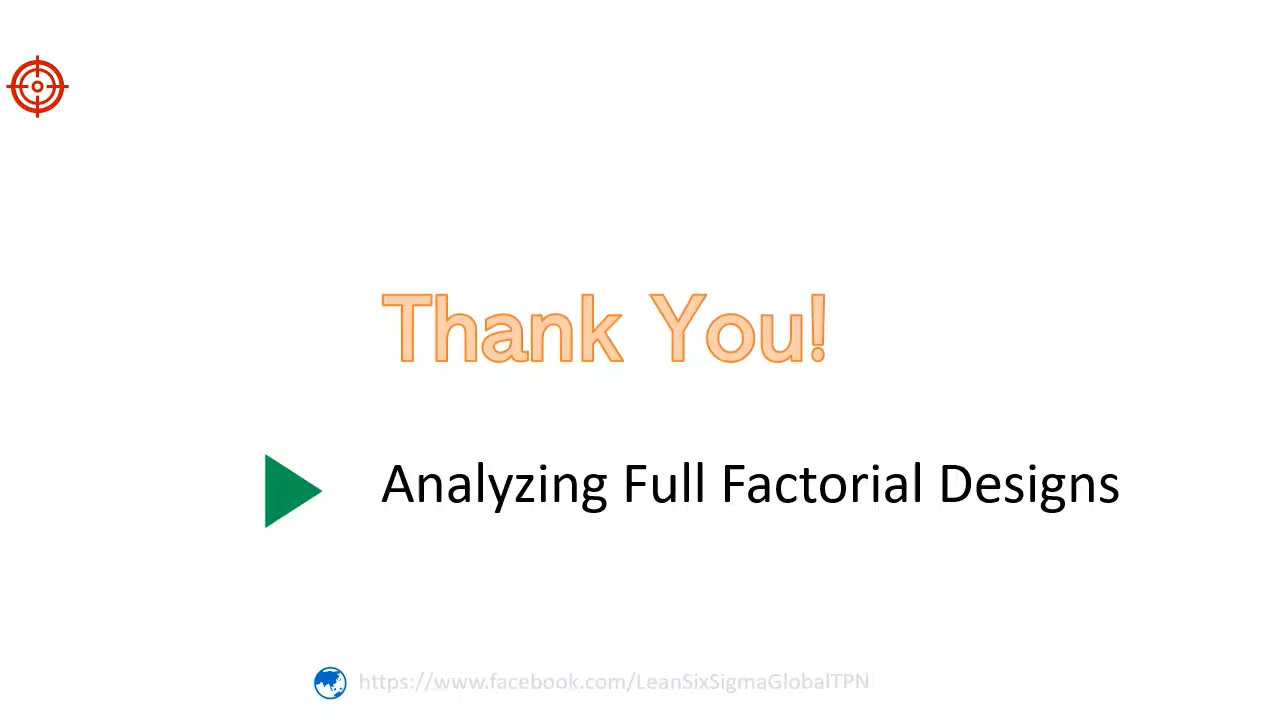 Thank You!
Analyzing Full Factorial Designs
https://www.facebook.com/LeanSixSigmaGlobalTPN